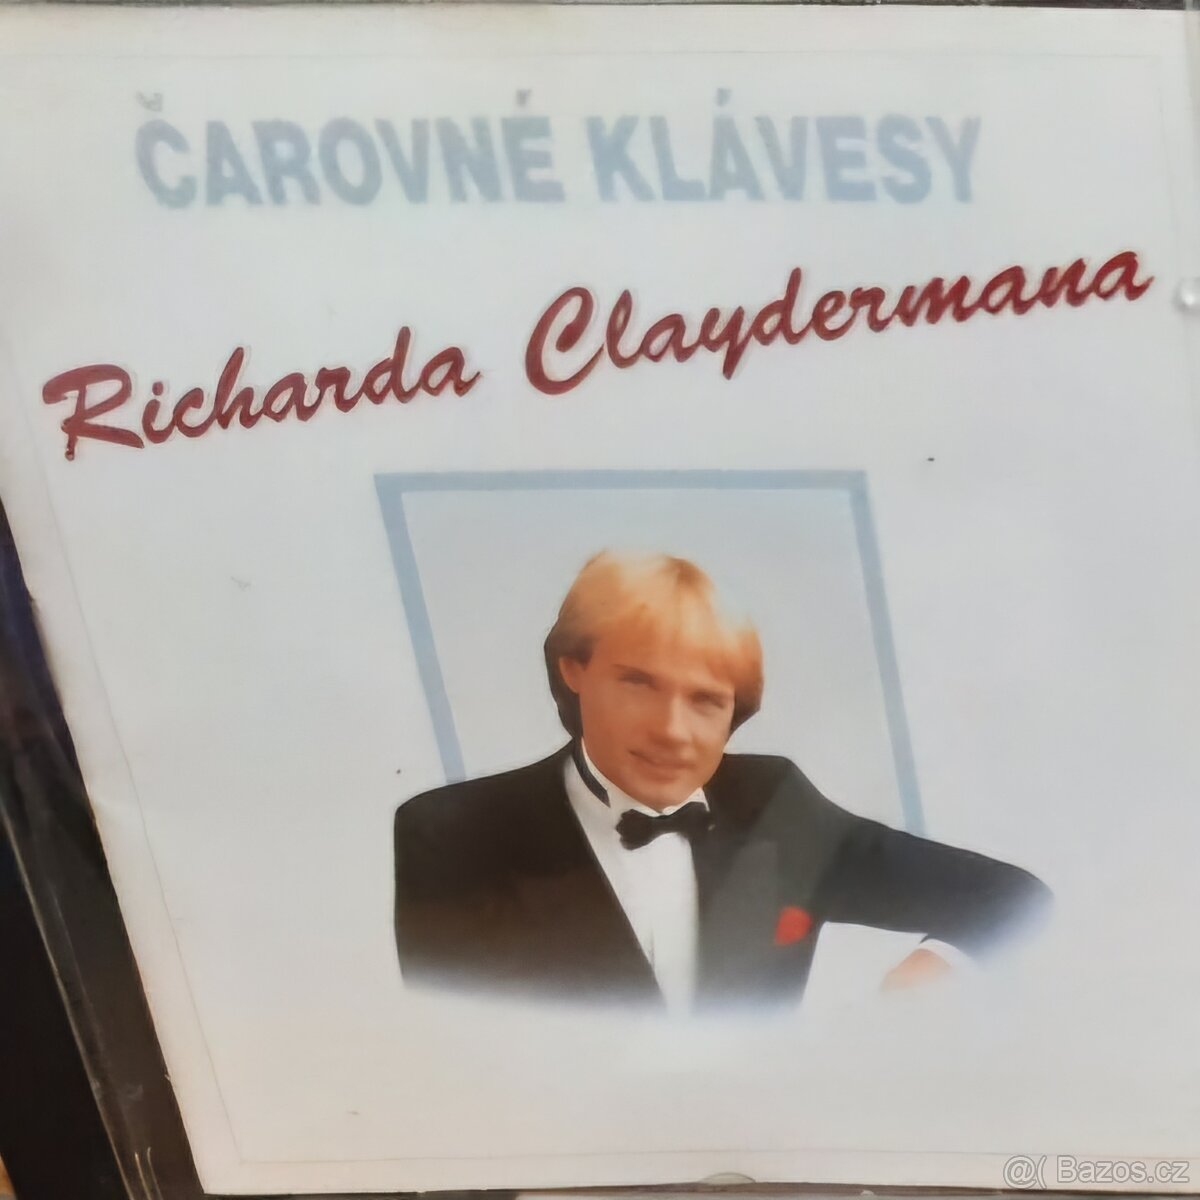 ČAROVNÉ KLÁVESY
Richarda Claydermana
@( Bazos.cz